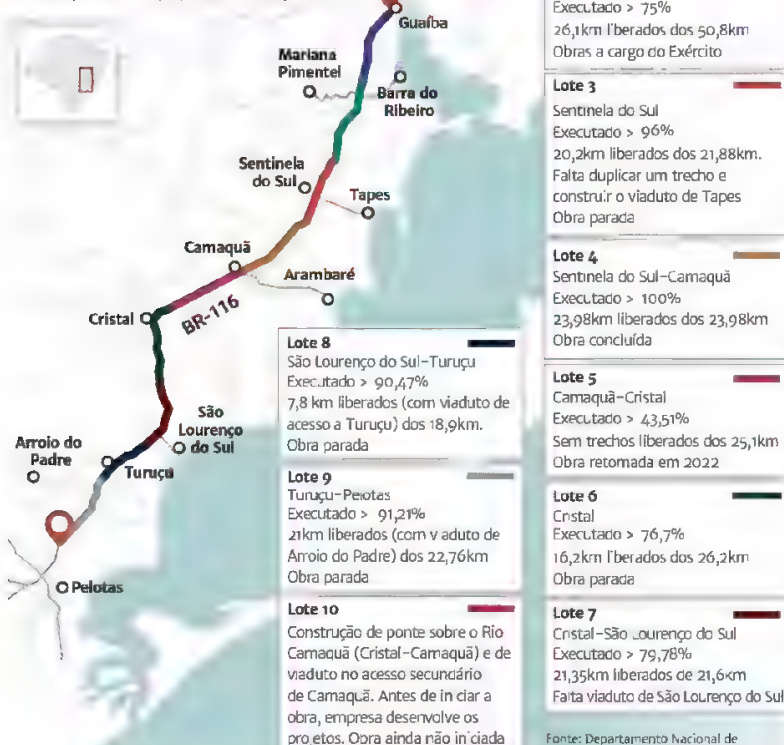 Guaíba
Mariana
Pimentel
Barra do
Ribeiro
Sentinela
do Sul
Tapes
Camaquã
Arambaré
Cristal
BR-116
São
Lourenço
do Sul
Arroio do
Padre
Turuçu
Pelotas
Executado > 75%
26,1km liberados dos 50,8km
Obras a cargo do Exército
Lote 3
Sentinela do Sul
Executado > 96%
20,2km liberados dos 21,88km.
Falta duplicar um trecho e
construir o viaduto de Tapes
Obra parada
Lote 4
Sentinela do Sul-Camaquã
Executado > 100%
23,98km liberados dos 23,98km
Obra concluída
Lote 5
Camaquã-Cristal
Executado > 43,51%
Sem trechos liberados dos 25,1km
Obra retomada em 2022
Lote 6
Cristal
Executado > 76,7%
16,2km liberados dos 26,2km
Obra parada
Lote 7
Cristal-São Lourenço do Sul
Executado > 79,78%
21,35km liberados de 21,6km
Falta viaduto de São Lourenço do Sul
Lote 8
São Lourenço do Sul-Turuçu
Executado > 90,47%
7,8 km liberados (com viaduto de
acesso a Turuçu) dos 18,9km.
Obra parada
Lote 9
Turuçu-Pelotas
Executado > 91,21%
21km liberados (com viaduto de
Arroio do Padre) dos 22,76km
Obra parada
Lote 10
Construção de ponte sobre o Rio
Camaquã (Cristal-Camaquã) e de
viaduto no acesso secundário
de Camaquã. Antes de iniciar a
obra, empresa desenvolve os
projetos. Obra ainda não iniciada
Fonte: Departamento Nacional de